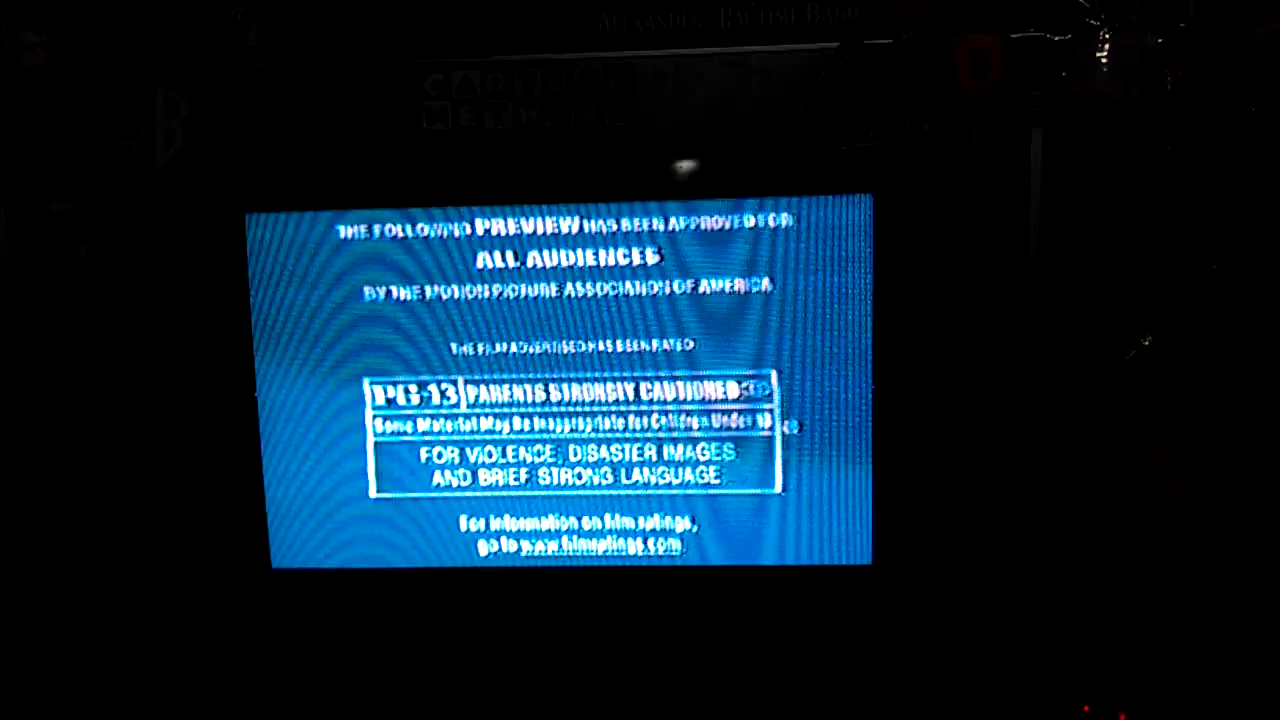 CARTOON
NETWORK
THE FOLLOWING PREVIEW HAS BEEN APPROVED FOR
ALL AUDIENCES
BY THE MOTION PICTURE ASSOCIATION OF AMERICA
THE FILM ADVERTISED HAS BEEN RATED
PG-13 PARENTS STRONGLY CAUTIONED
Some Material May Be Inappropriate for Children Under 13
FOR VIOLENCE, DISASTER IMAGES
AND BRIEF STRONG LANGUAGE
For information on film ratings,
go to www.filmratings.com